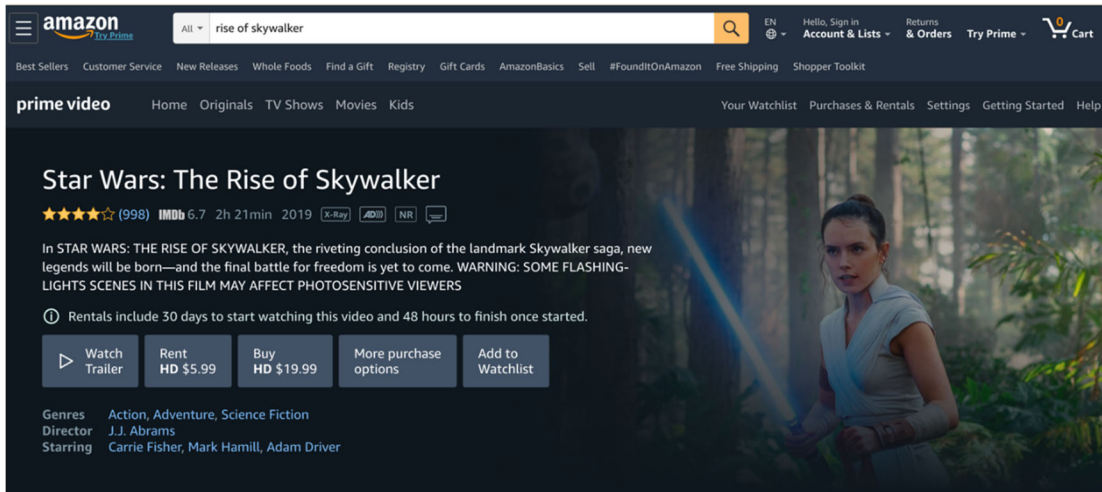 amazon
Try Prime
All
rise of skywalker
EN
Hello, Sign in
Account & Lists
Returns
& Orders
Try Prime
0
Cart
Best Sellers Customer Service New Releases Whole Foods Find a Gift Registry Gift Cards AmazonBasics Sell #FoundItOnAmazon Free Shipping Shopper Toolkit
prime video Home Originals TV Shows Movies Kids Your Watchlist Purchases & Rentals Settings Getting Started Help
Star Wars: The Rise of Skywalker
(998) IMDb 6.7 2h 21min 2019 X-Ray AD NR
In STAR WARS: THE RISE OF SKYWALKER, the riveting conclusion of the landmark Skywalker saga, new
legends will be born—and the final battle for freedom is yet to come. WARNING: SOME FLASHING-
LIGHTS SCENES IN THIS FILM MAY AFFECT PHOTOSENSITIVE VIEWERS
Rentals include 30 days to start watching this video and 48 hours to finish once started.
Watch
Trailer
Rent
HD $5.99
Buy
HD $19.99
More purchase
options
Add to
Watchlist
Genres Action, Adventure, Science Fiction
Director J.J. Abrams
Starring Carrie Fisher, Mark Hamill, Adam Driver